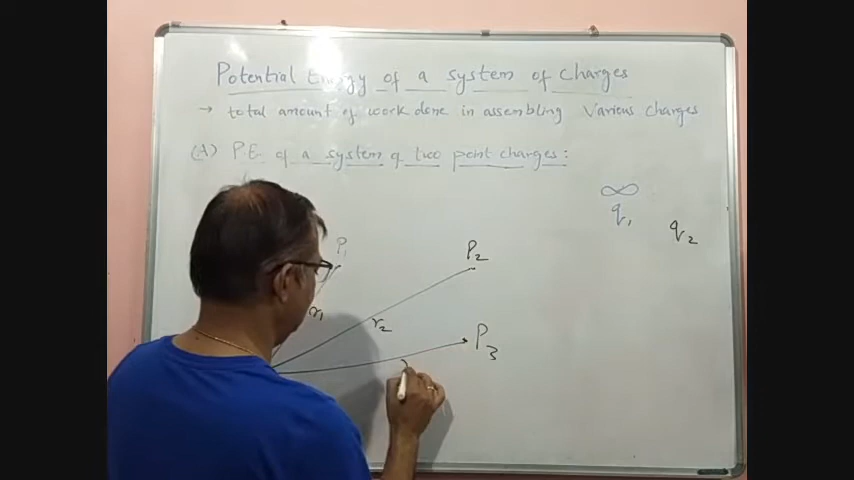 Potential Energy of a system of charges
→ total amount of work done in assembling Various charges
(A) P.E. of a system of two point charges:
∞
q₁
q₂
P₁
P₂
r₁
r₂
P₃